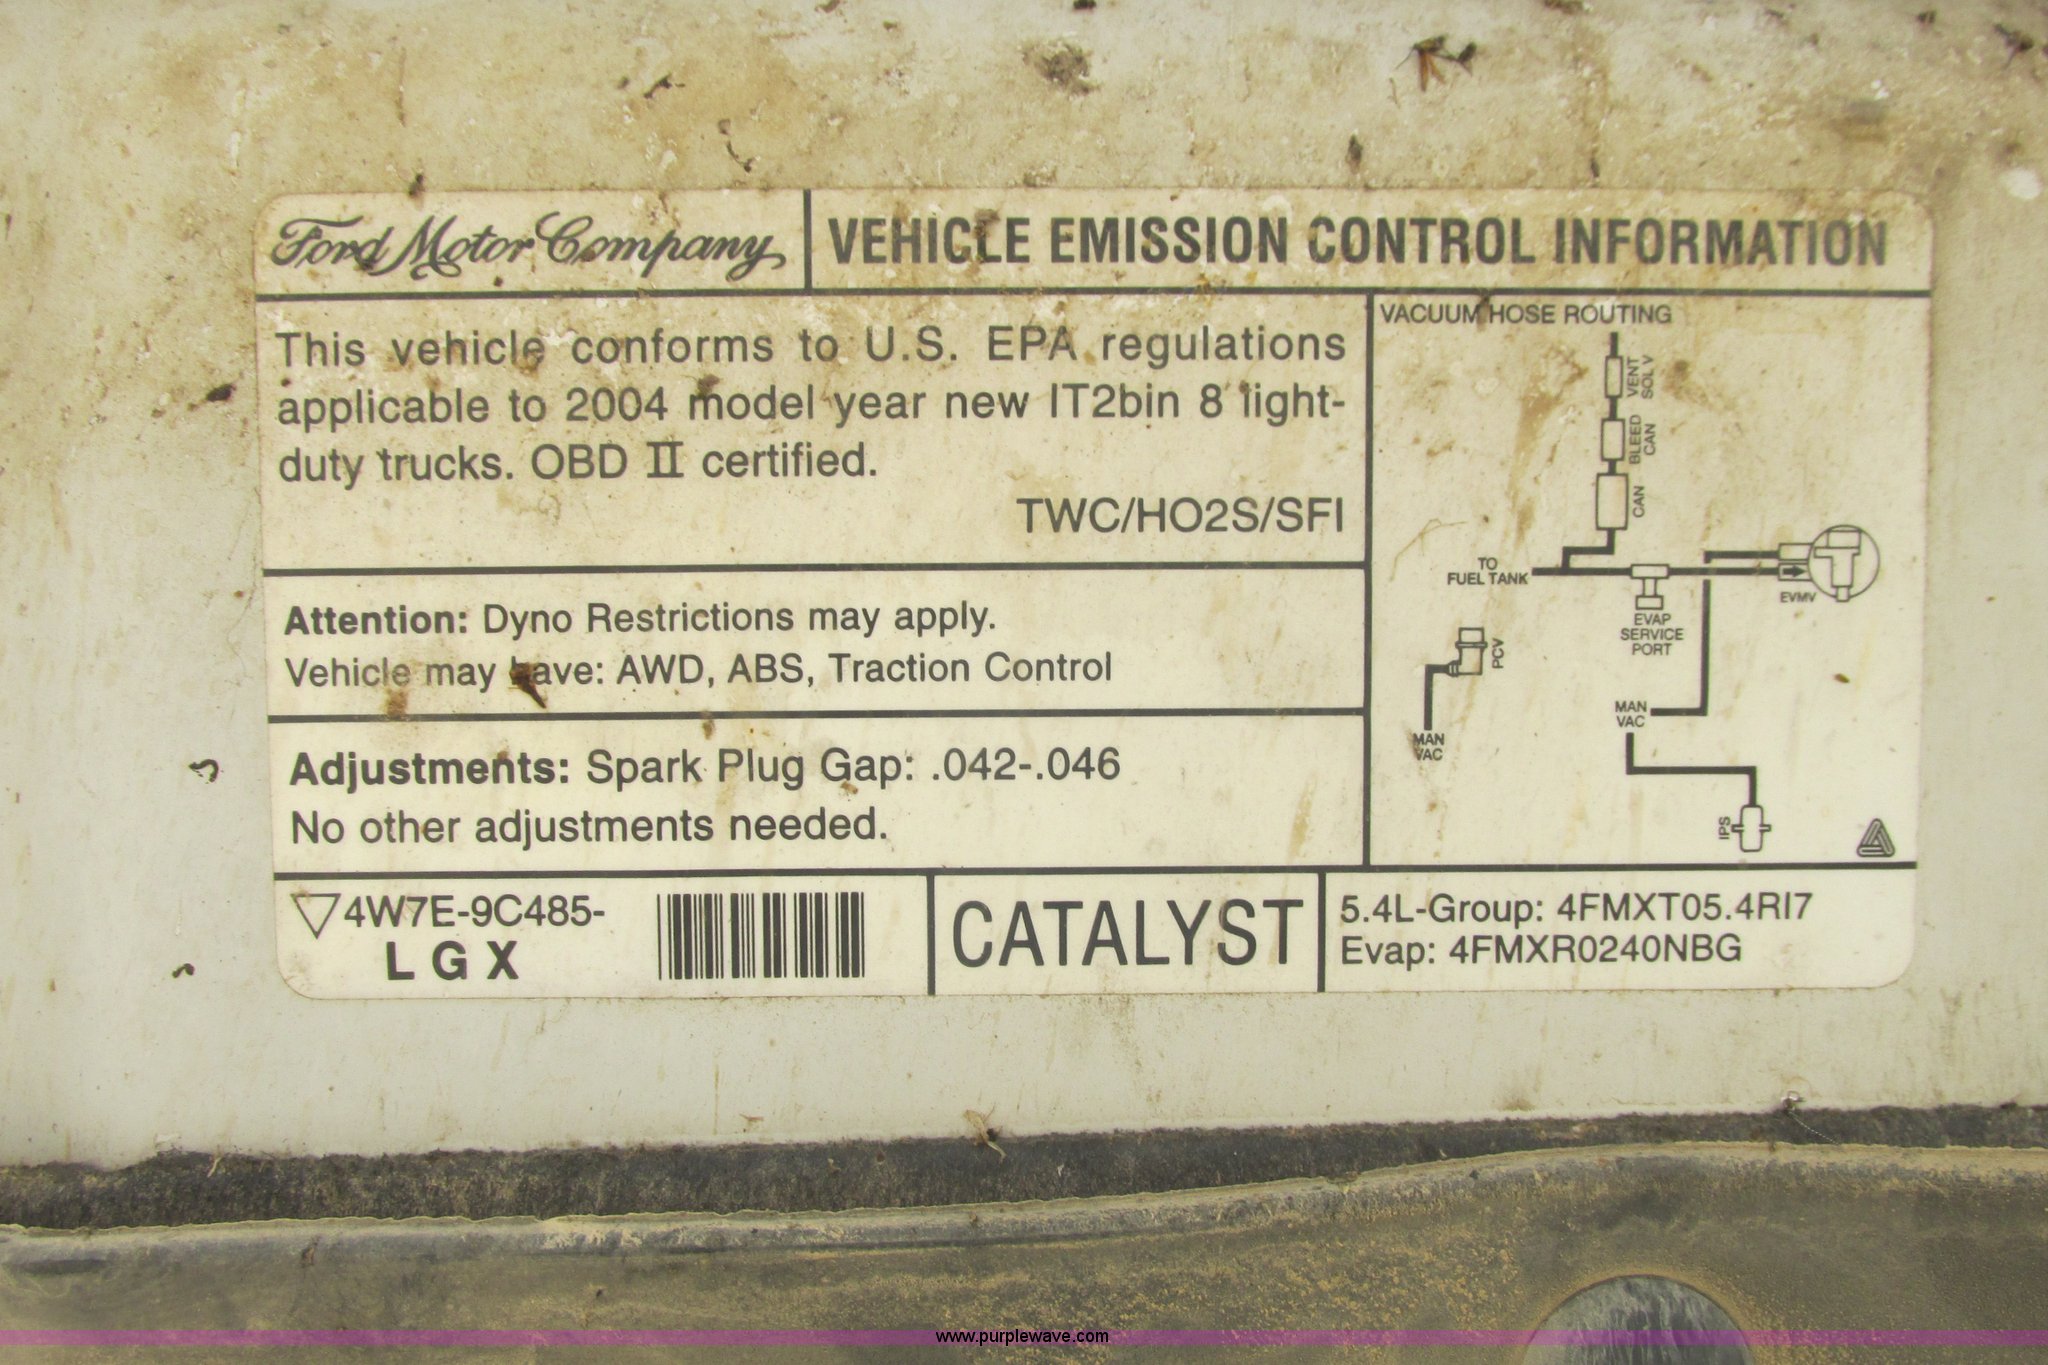 Ford Motor Company
VEHICLE EMISSION CONTROL INFORMATION
This vehicle conforms to U.S. EPA regulations
applicable to 2004 model year new IT2bin 8 light-
duty trucks. OBD II certified.
TWC/HO2S/SFI
Attention: Dyno Restrictions may apply.
Vehicle may have: AWD, ABS, Traction Control
Adjustments: Spark Plug Gap: .042-.046
No other adjustments needed.
VACUUM HOSE ROUTING
VENT
SOLV
BLEED
CAN
CAN
TO
FUEL TANK
EVMV
EVAP
SERVICE
PORT
PCV
MAN
VAC
MAN
VAC
IPS
4W7E-9C485-
LGX
CATALYST
5.4L-Group: 4FMXT05.4RI7
Evap: 4FMXR0240NBG
www.purplewave.com